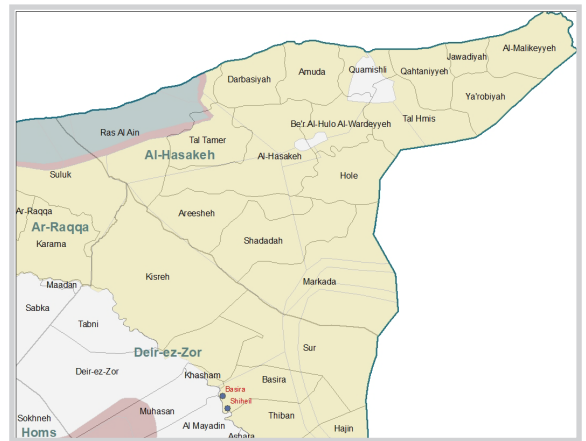 Al-Malikeyyeh
Jawadiyah
Amuda
Quamishli
Qahtaniyyeh
Darbasiyah
Ya'robiyah
Tal Hmis
Be'r Al-Hulo Al-Wardeyyeh
Ras Al Ain
Tal Tamer
Al-Hasakeh
Al-Hasakeh
Suluk
Hole
Ar-Raqqa
Areesheh
Ar-Raqqa
Karama
Shadadah
Kisreh
Markada
Maadan
Sabka
Tabni
Deir-ez-Zor
Sur
Deir-ez-Zor
Khasham
Basira
Basira
Shiheil
Muhasan
Thiban
Sokhneh
Al Mayadin
Hajin
Homs
Ashara